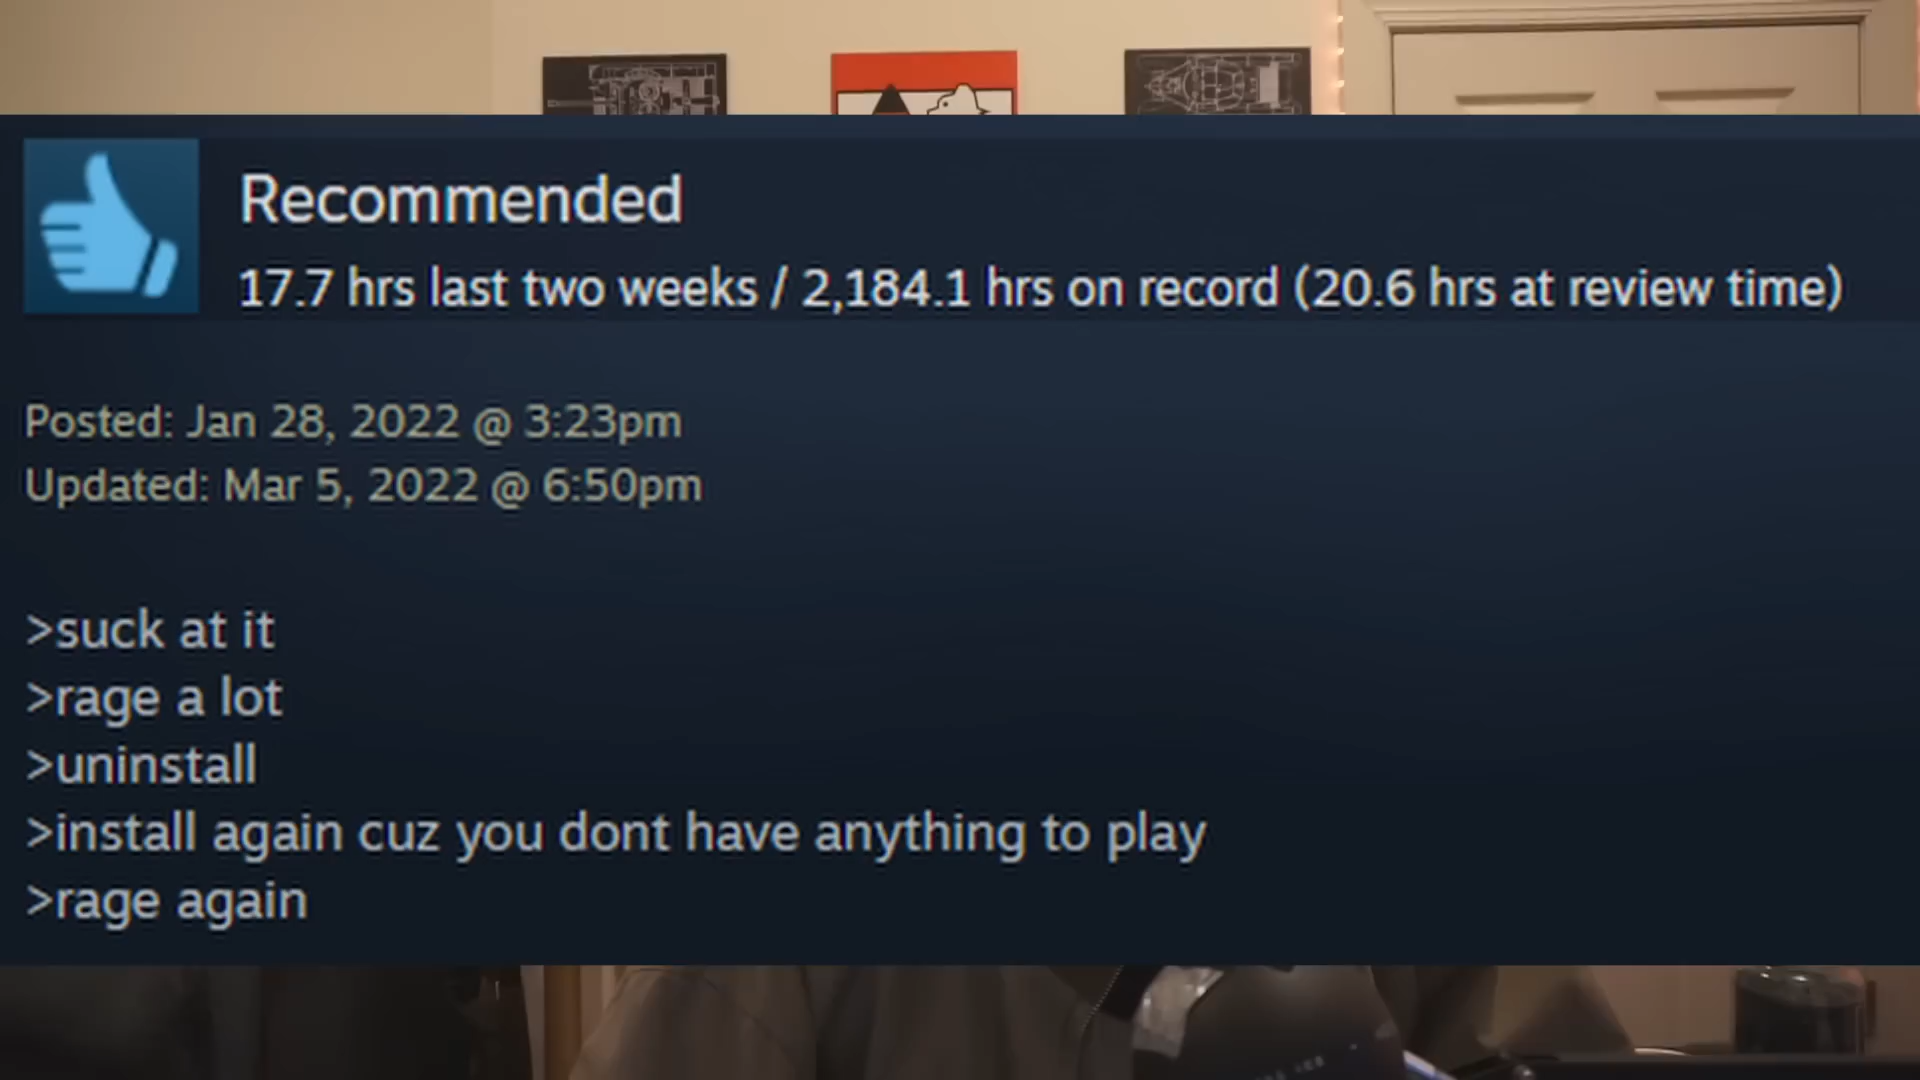 Recommended
17.7 hrs last two weeks / 2,184.1 hrs on record (20.6 hrs at review time)
Posted: Jan 28, 2022 @ 3:23pm
Updated: Mar 5, 2022 @ 6:50pm
>suck at it
>rage a lot
>uninstall
>install again cuz you dont have anything to play
>rage again